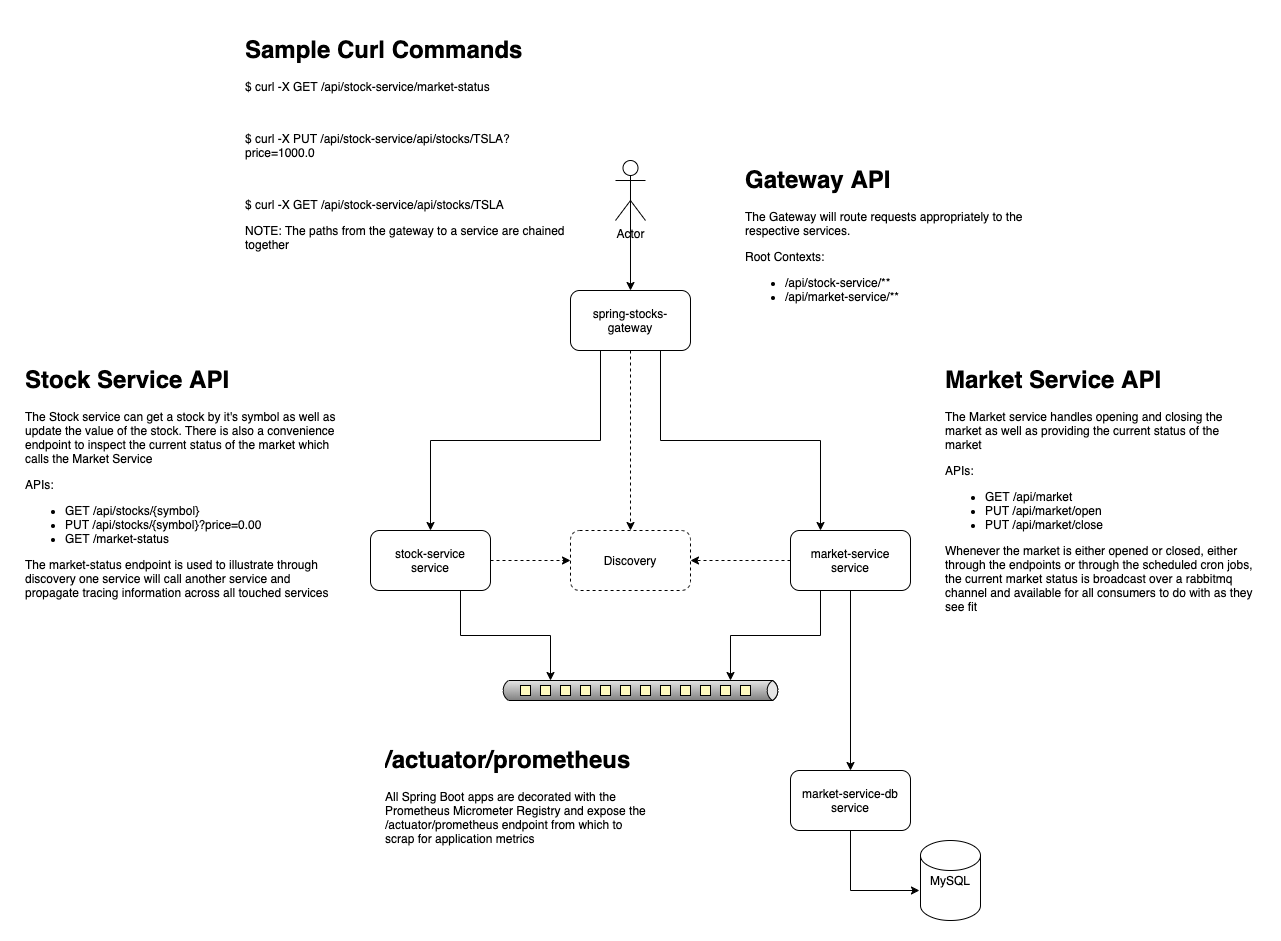 Sample Curl Commands
$ curl -X GET /api/stock-service/market-status
$ curl -X PUT /api/stock-service/api/stocks/TSLA?
price=1000.0
$ curl -X GET /api/stock-service/api/stocks/TSLA
NOTE: The paths from the gateway to a service are chained
together
Actor
Gateway API
The Gateway will route requests appropriately to the
respective services.
Root Contexts:
• /api/stock-service/**
• /api/market-service/**
spring-stocks-
gateway
Stock Service API
The Stock service can get a stock by it's symbol as well as
update the value of the stock. There is also a convenience
endpoint to inspect the current status of the market which
calls the Market Service
APIs:
• GET /api/stocks/{symbol}
• PUT /api/stocks/{symbol}?price=0.00
• GET /market-status
The market-status endpoint is used to illustrate through
discovery one service will call another service and
propagate tracing information across all touched services
Market Service API
The Market service handles opening and closing the
market as well as providing the current status of the
market
APIs:
• GET /api/market
• PUT /api/market/open
• PUT /api/market/close
Whenever the market is either opened or closed, either
through the endpoints or through the scheduled cron jobs,
the current market status is broadcast over a rabbitmq
channel and available for all consumers to do with as they
see fit
stock-service
service
Discovery
market-service
service
/actuator/prometheus
All Spring Boot apps are decorated with the
Prometheus Micrometer Registry and expose the
/actuator/prometheus endpoint from which to
scrap for application metrics
market-service-db
service
MySQL